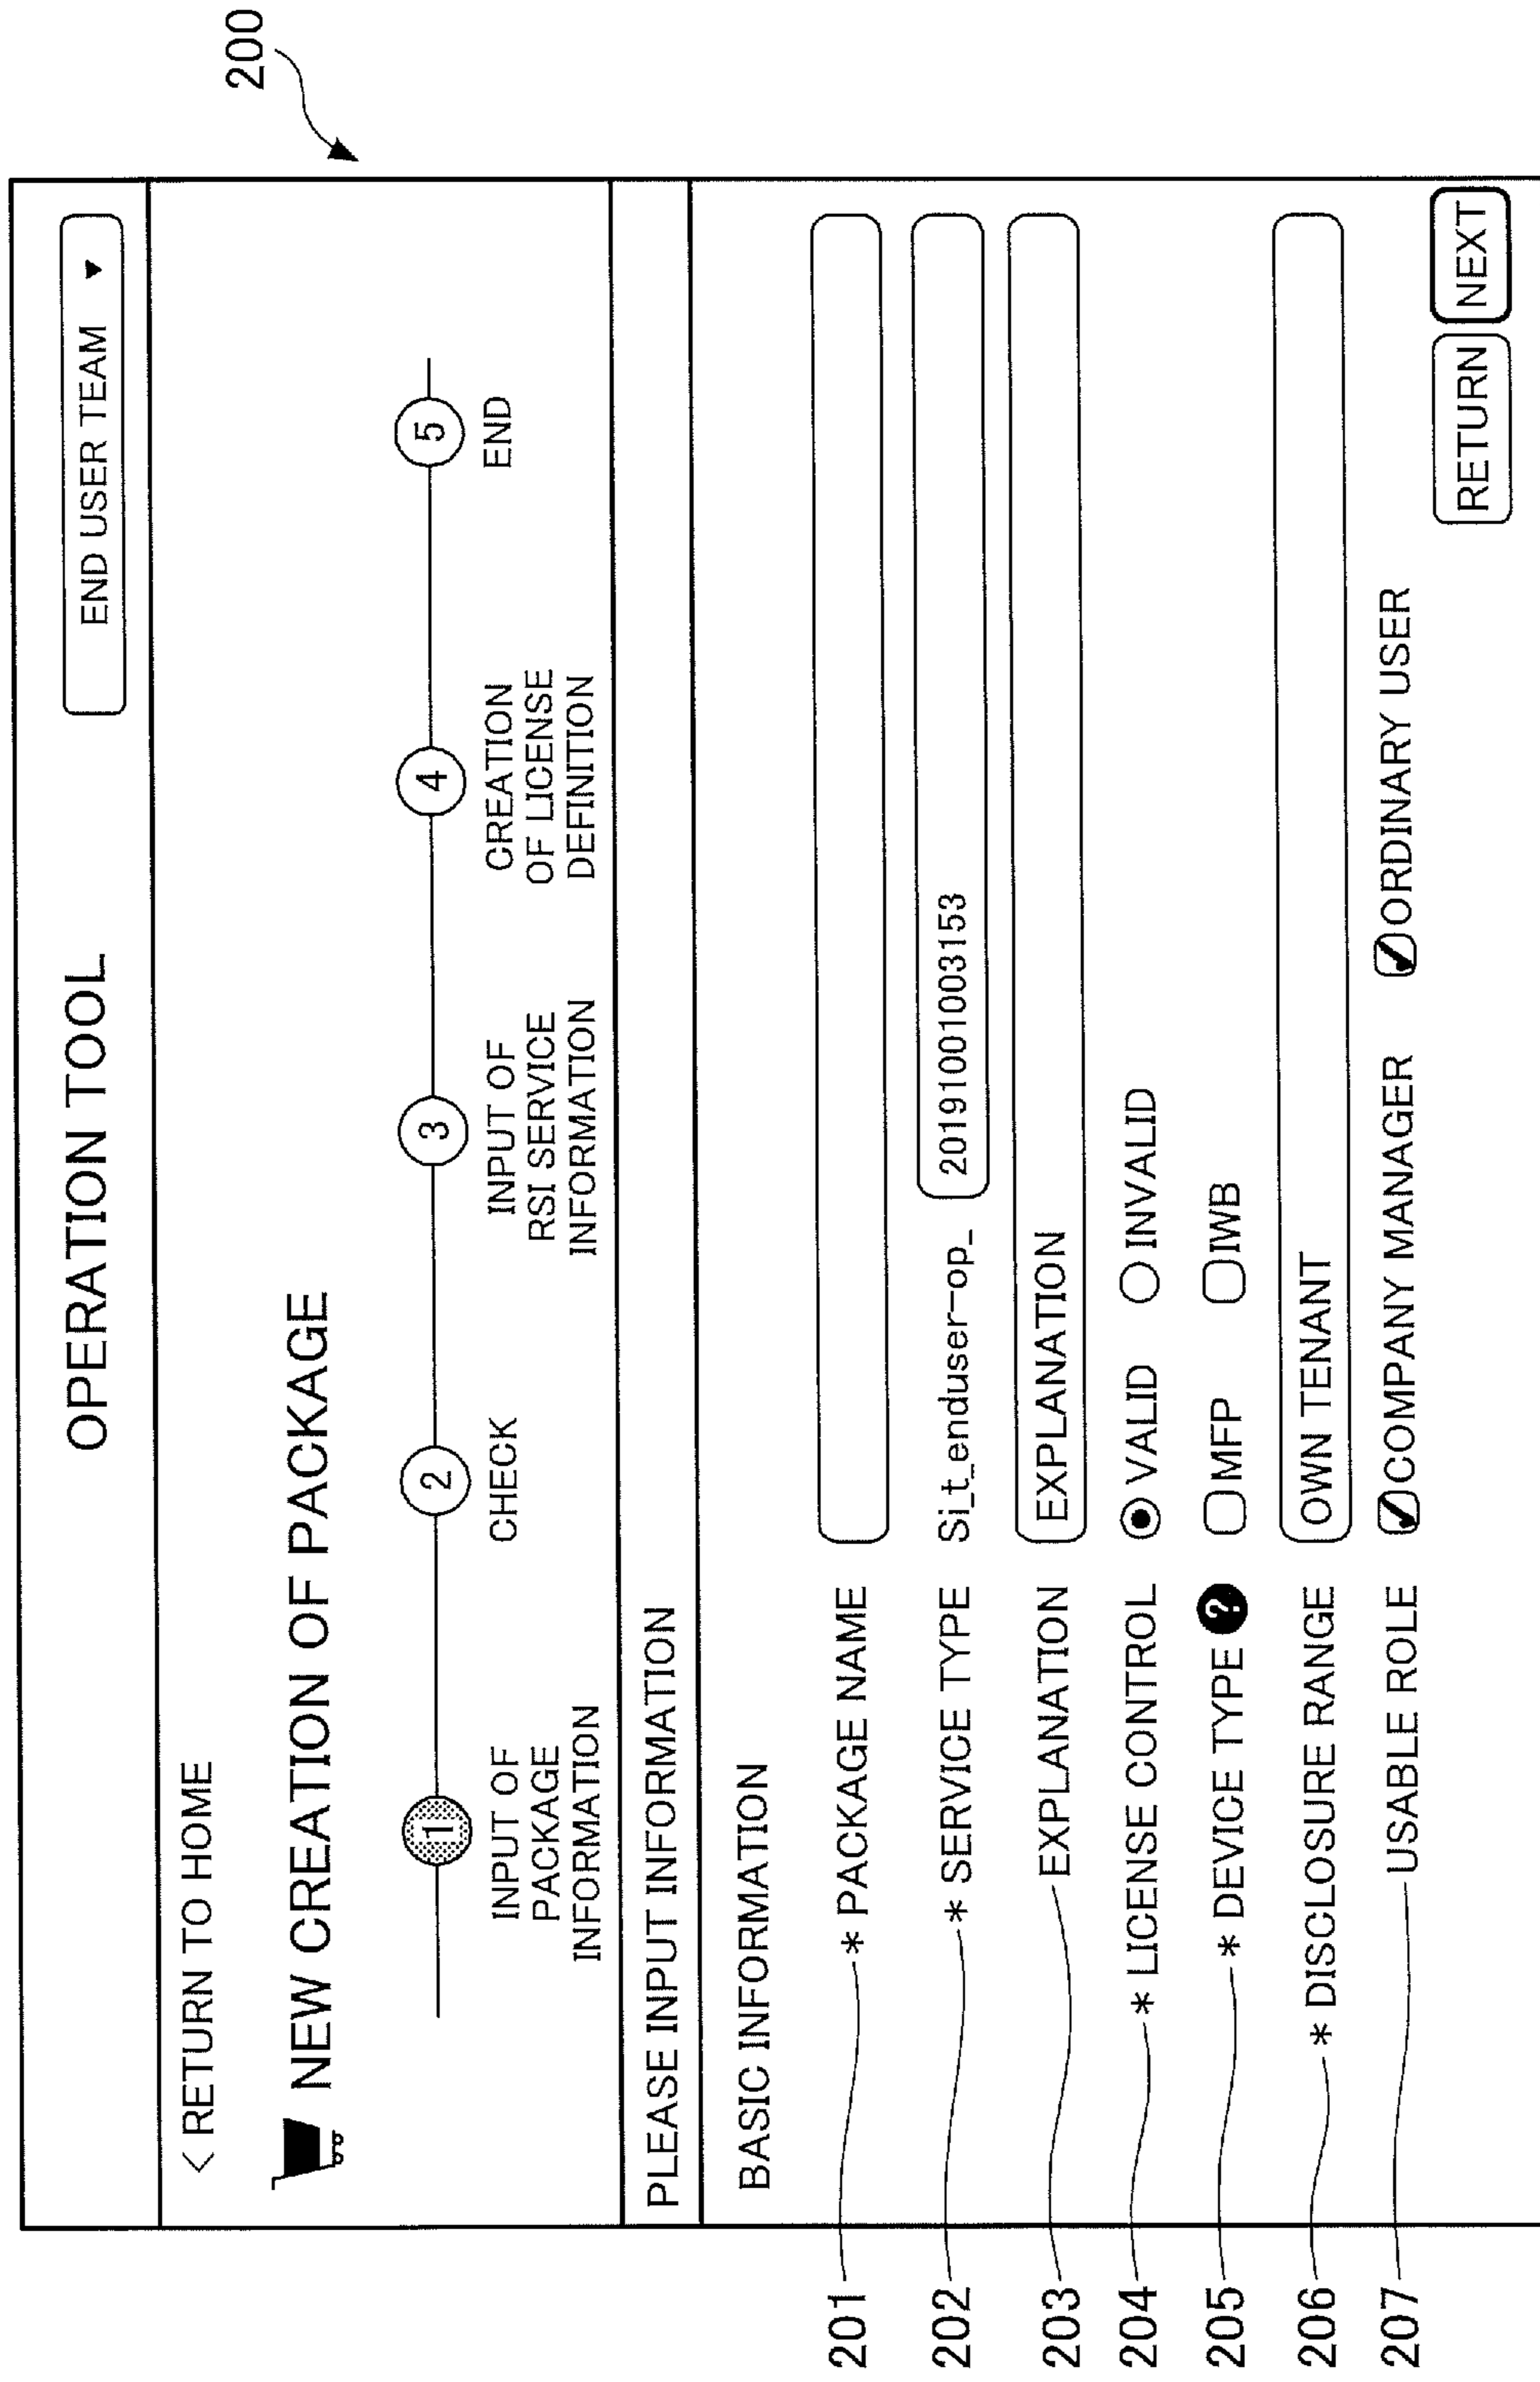 200
OPERATION TOOL
END USER TEAM ▼
< RETURN TO HOME
NEW CREATION OF PACKAGE
1 2 3 4 5
INPUT OF
PACKAGE
INFORMATION
CHECK
INPUT OF
RSI SERVICE
INFORMATION
CREATION
OF LICENSE
DEFINITION
END
PLEASE INPUT INFORMATION
BASIC INFORMATION
201 * PACKAGE NAME
202 * SERVICE TYPE Sit_enduser-op_ 20191001003153
203 EXPLANATION EXPLANATION
204 * LICENSE CONTROL VALID INVALID
205 * DEVICE TYPE ? MFP IWB
206 * DISCLOSURE RANGE OWN TENANT
207 USABLE ROLE COMPANY MANAGER ORDINARY USER
RETURN NEXT